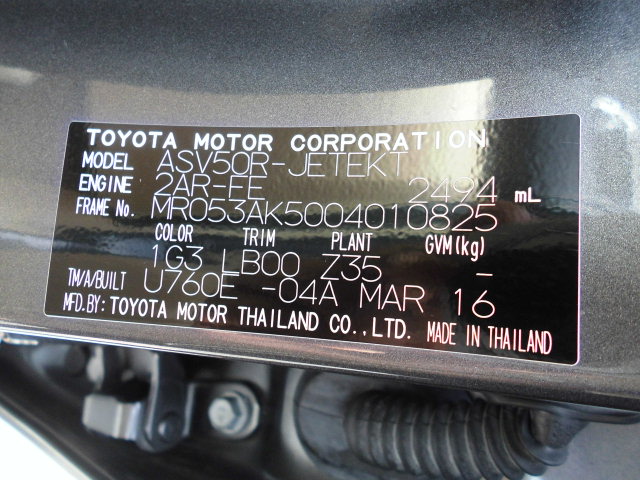 TOYOTA MOTOR CORPORATION
MODEL ASV50R-JETEKT
ENGINE 2AR-FE 2494 mL
FRAME No. MR053AK5004010825
COLOR TRIM PLANT GVM(kg)
1G3 LB00 Z35 -
TM/A/BUILT U760E -04A MAR 16
MFD.BY: TOYOTA MOTOR THAILAND CO.,LTD. MADE IN THAILAND